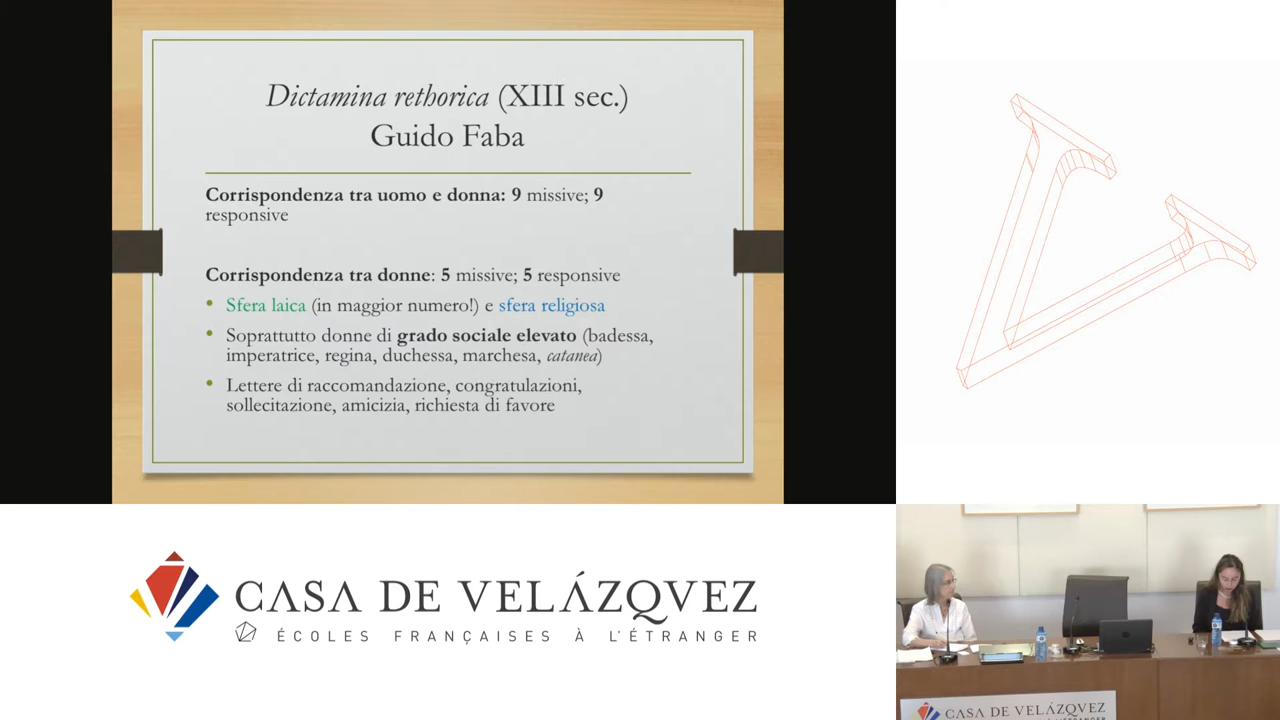 Dictamina rethorica (XIII sec.)
Guido Faba
Corrispondenza tra uomo e donna: 9 missive; 9
responsive
Corrispondenza tra donne: 5 missive; 5 responsive
• Sfera laica (in maggior numero!) e sfera religiosa
• Soprattutto donne di grado sociale elevato (badessa,
imperatrice, regina, duchessa, marchesa, catanea)
• Lettere di raccomandazione, congratulazioni,
sollecitazione, amicizia, richiesta di favore
CASA DE VELÁZQVEZ
ÉCOLES FRANÇAISES À L'ÉTRANGER
CASA DE VELÁZQVEZ